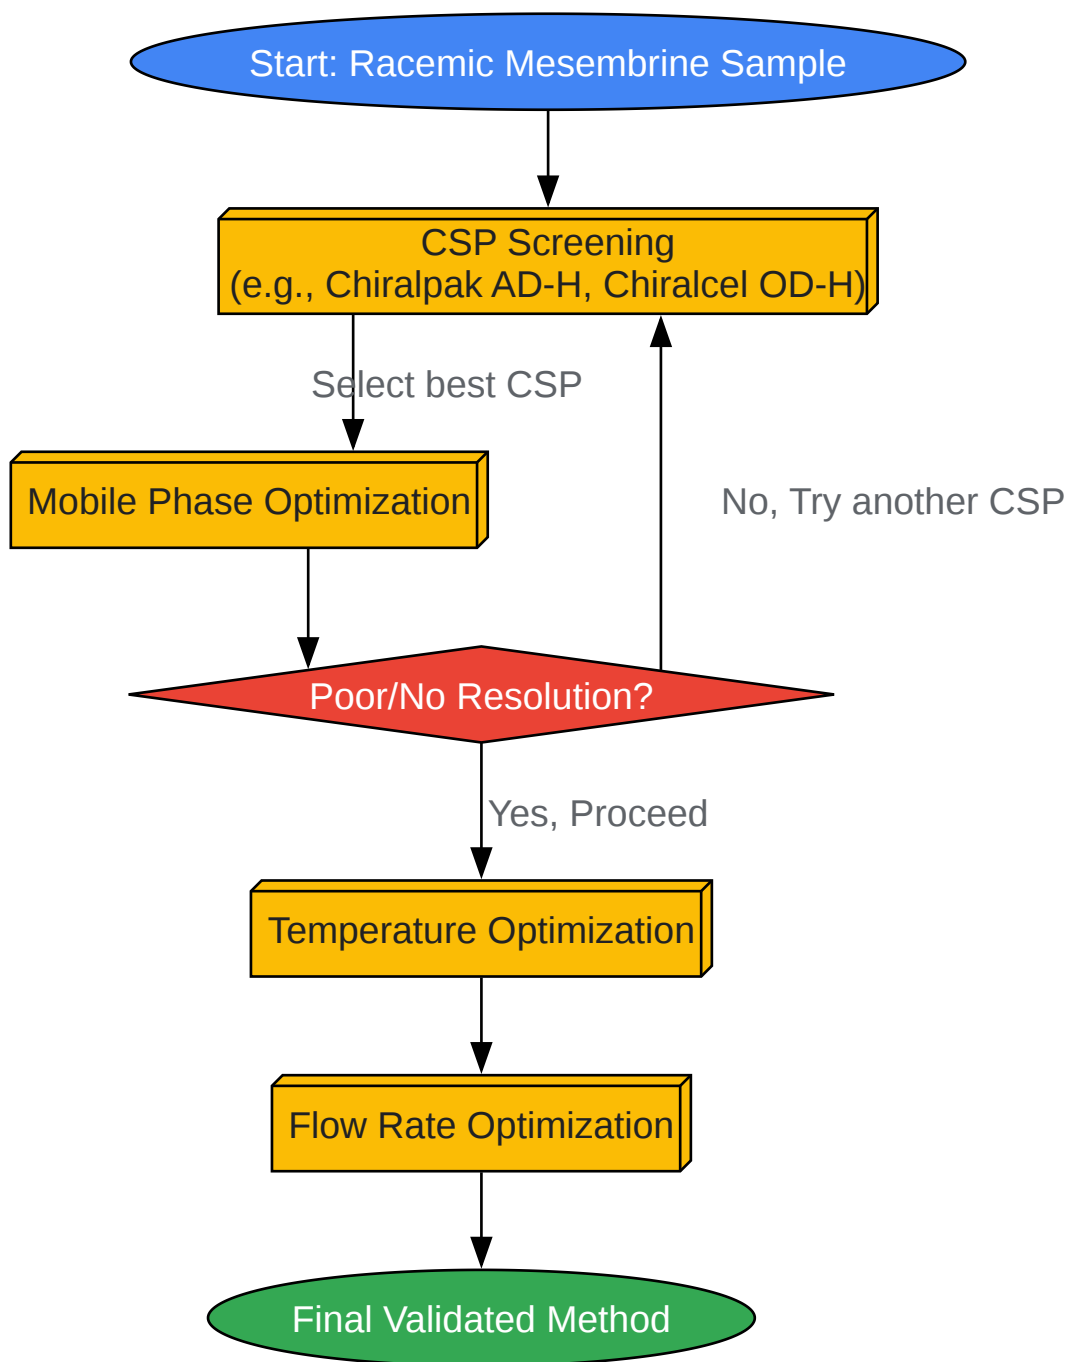 Start: Racemic Mesembrine Sample
CSP Screening
(e.g., Chiralpak AD-H, Chiralcel OD-H)
Select best CSP
Mobile Phase Optimization
No, Try another CSP
Poor/No Resolution?
Yes, Proceed
Temperature Optimization
Flow Rate Optimization
Final Validated Method